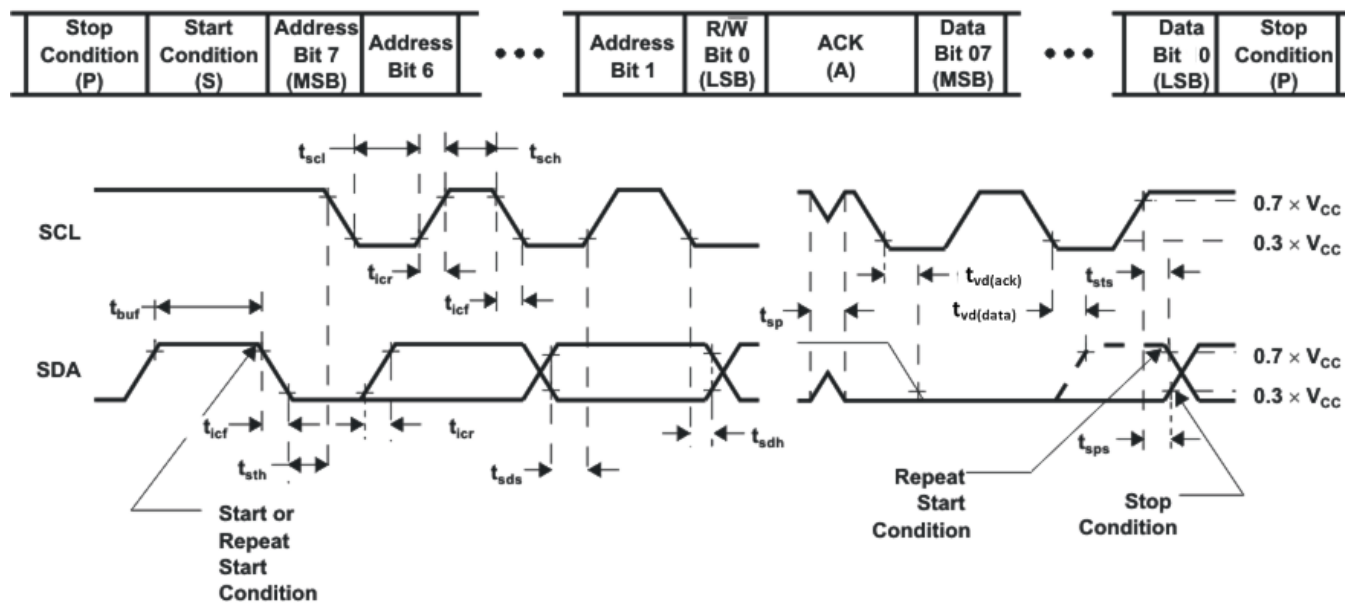 Stop
Condition
(P)
Start
Condition
(S)
Address
Bit 7
(MSB)
Address
Bit 6
•••
Address
Bit 1
R/W̅
Bit 0
(LSB)
ACK
(A)
Data
Bit 07
(MSB)
•••
Data
Bit 0
(LSB)
Stop
Condition
(P)
tscl
tsch
SCL
0.7 × VCC
0.3 × VCC
ticr
ticf
tvd(ack)
tsts
tbuf
tsp
tvd(data)
SDA
0.7 × VCC
0.3 × VCC
ticf
ticr
tsdh
tsth
tsds
tsps
Start or
Repeat
Start
Condition
Repeat
Start
Condition
Stop
Condition